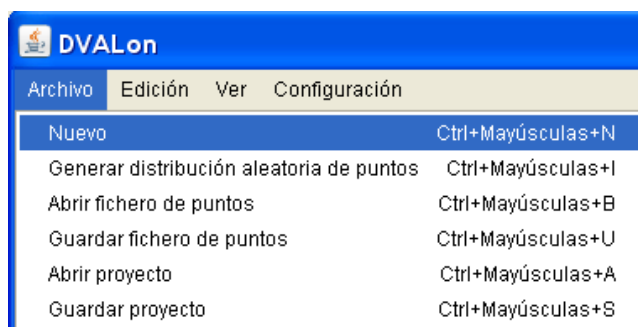 DVALon
Archivo Edición Ver Configuración
Nuevo Ctrl+Mayúsculas+N
Generar distribución aleatoria de puntos Ctrl+Mayúsculas+I
Abrir fichero de puntos Ctrl+Mayúsculas+B
Guardar fichero de puntos Ctrl+Mayúsculas+U
Abrir proyecto Ctrl+Mayúsculas+A
Guardar proyecto Ctrl+Mayúsculas+S